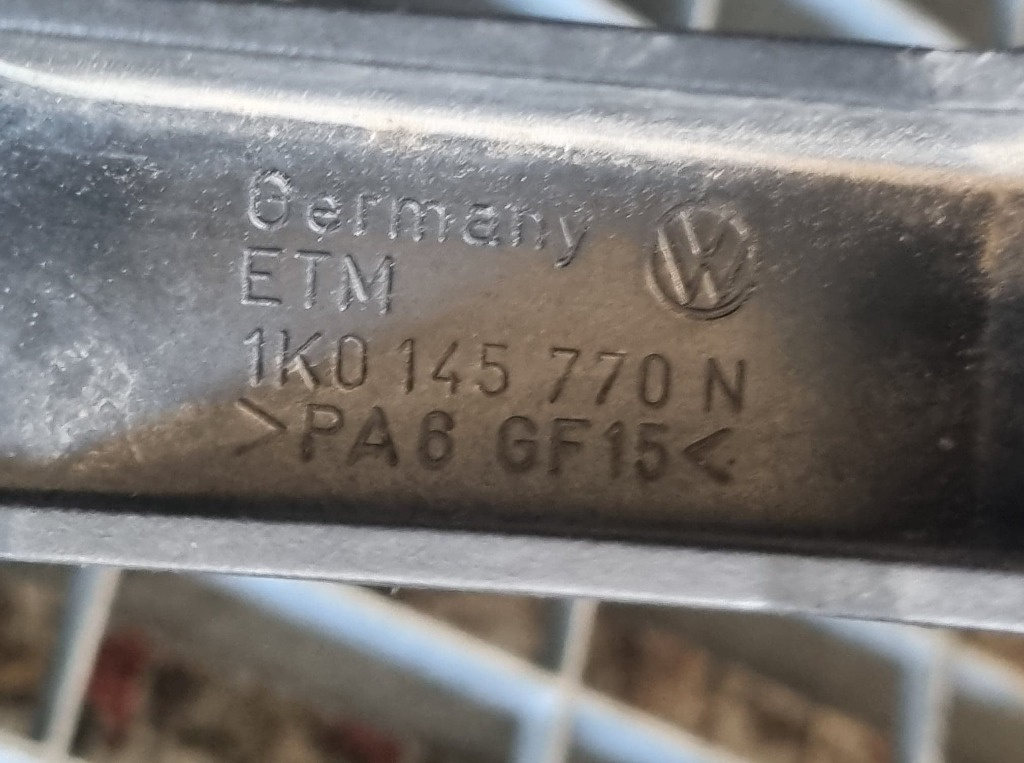 Germany
ETM
1K0 145 770 N
>PA6 GF15<